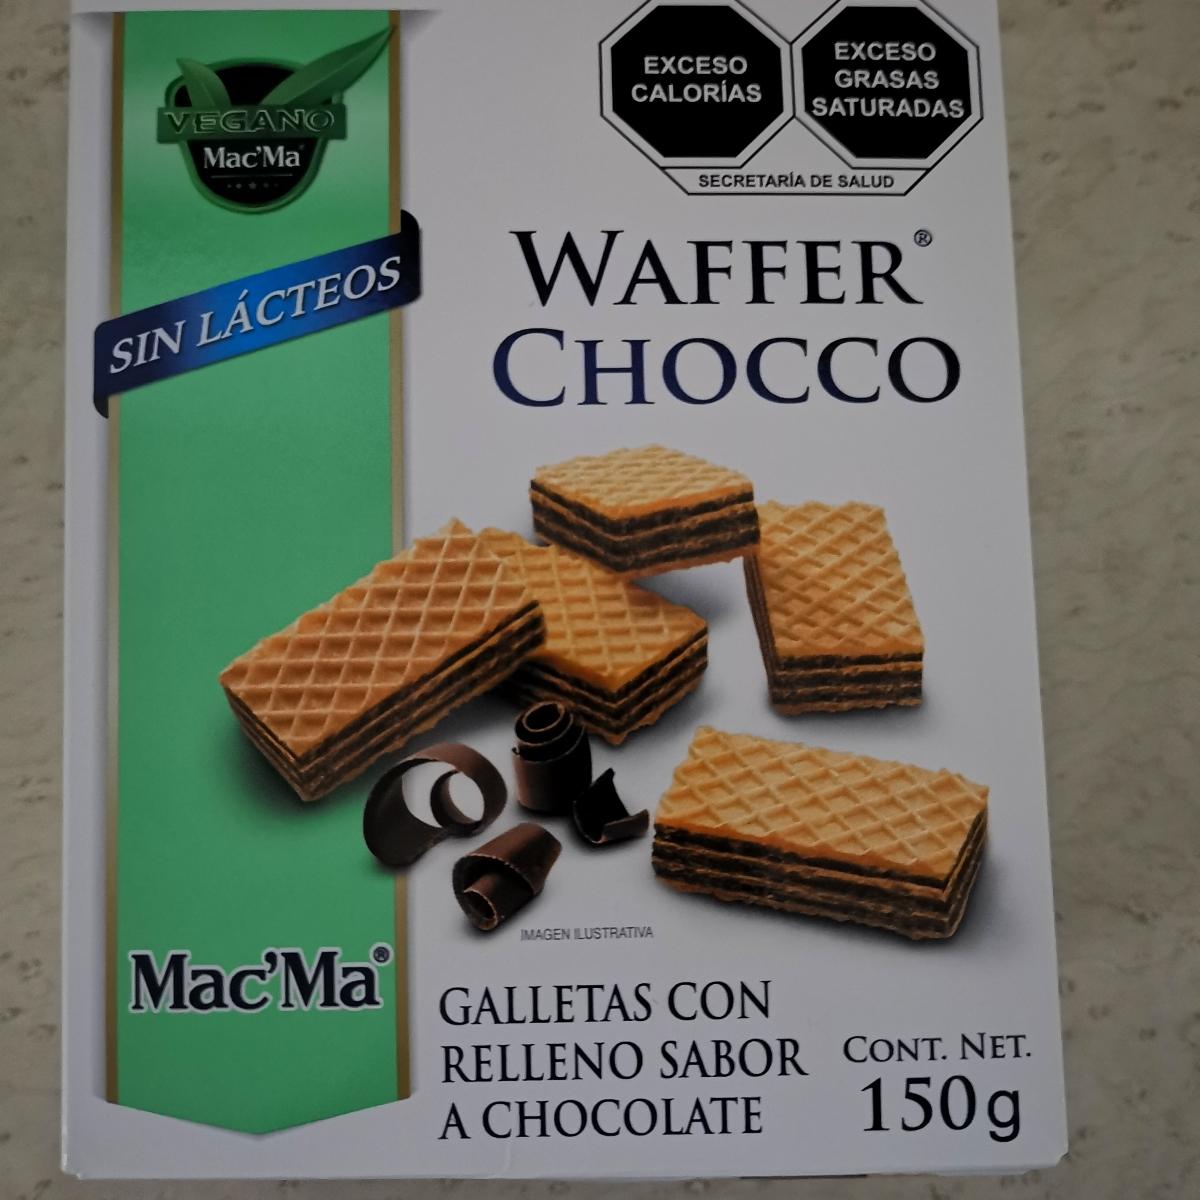 VEGANO
Mac'Ma
SIN LÁCTEOS
EXCESO
CALORÍAS
EXCESO
GRASAS
SATURADAS
SECRETARÍA DE SALUD
WAFFER®
CHOCCO
IMAGEN ILUSTRATIVA
Mac'Ma®
GALLETAS CON
RELLENO SABOR
A CHOCOLATE
CONT. NET.
150g